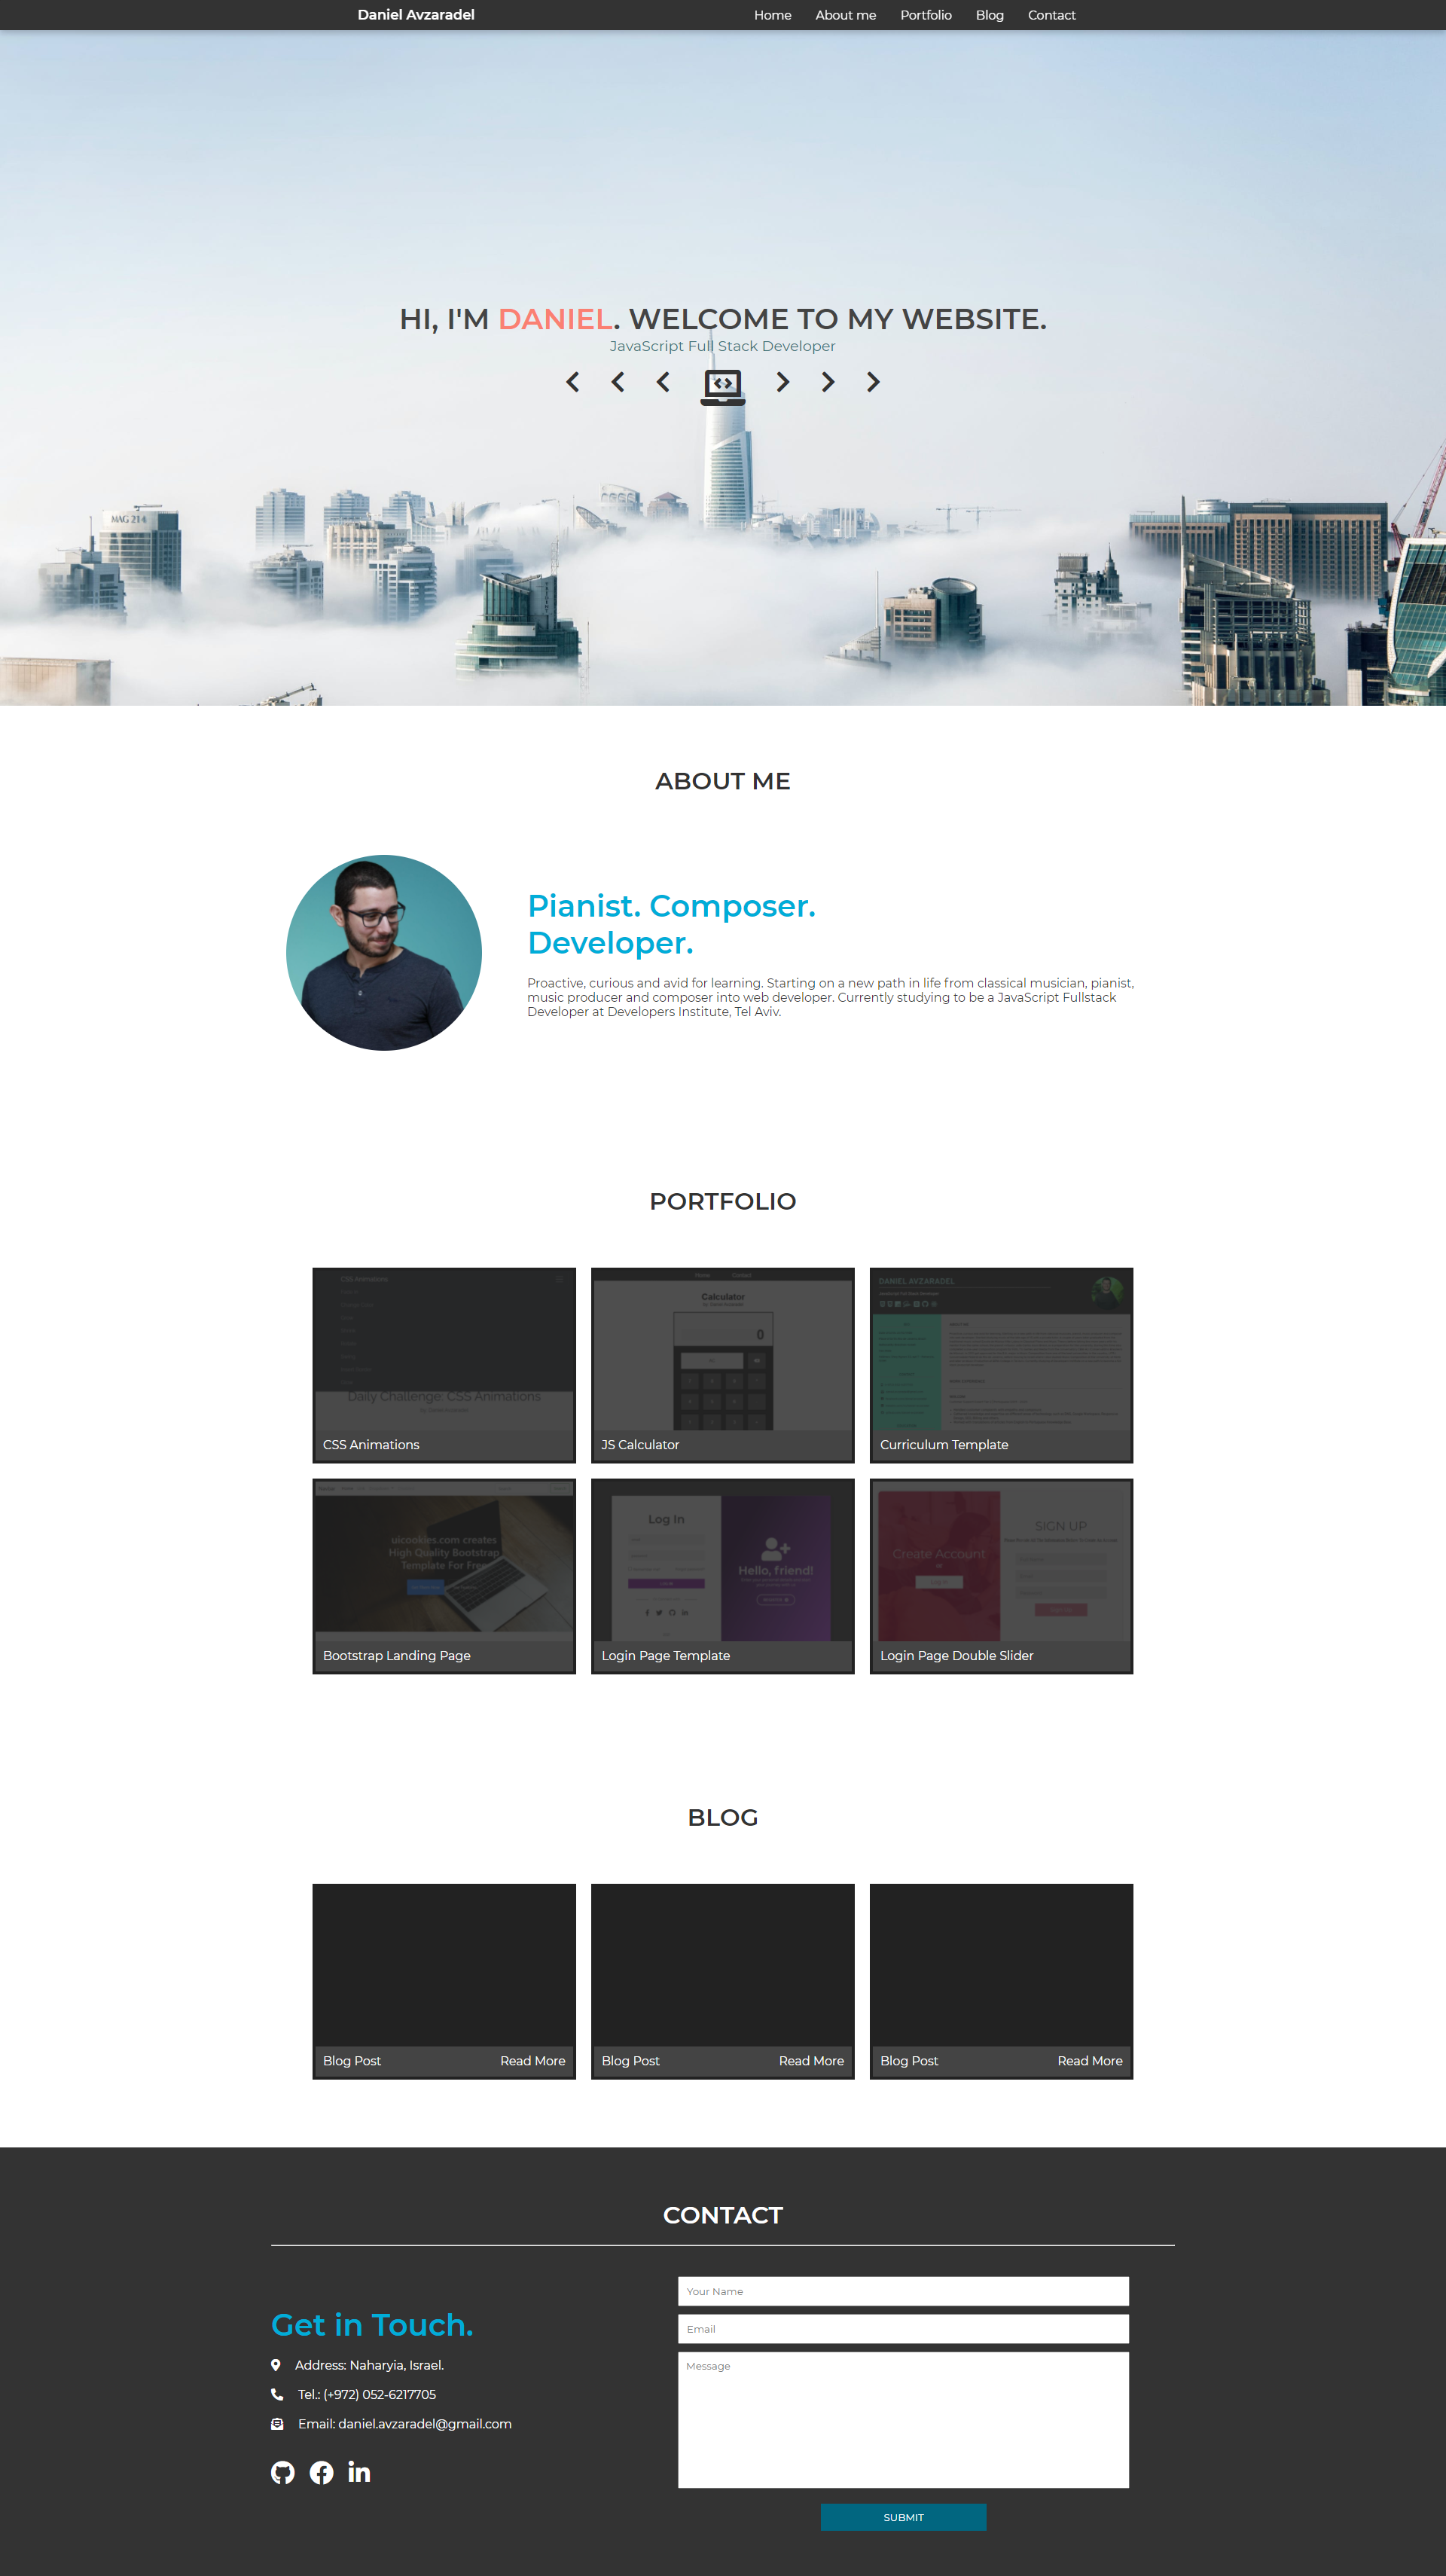 Daniel Avzaradel
Home About me Portfolio Blog Contact
HI, I'M DANIEL. WELCOME TO MY WEBSITE.
JavaScript Full Stack Developer
MAG 214
ABOUT ME
Pianist. Composer.
Developer.
Proactive, curious and avid for learning. Starting on a new path in life from classical musician, pianist,
music producer and composer into web developer. Currently studying to be a JavaScript Fullstack
Developer at Developers Institute, Tel Aviv.
PORTFOLIO
CSS Animations
Daily Challenge: CSS Animations
CSS Animations
Home Contact
Calculator
0
JS Calculator
DANIEL AVZARADEL
Curriculum Template
uicookies.com creates
High Quality Bootstrap
Template For Free
Bootstrap Landing Page
Log In
Hello, friend!
Login Page Template
Create Account
Login
SIGN UP
Sign Up
Login Page Double Slider
BLOG
Blog Post Read More
Blog Post Read More
Blog Post Read More
CONTACT
Get in Touch.
Address: Naharyia, Israel.
Tel.: (+972) 052-6217705
Email: daniel.avzaradel@gmail.com
Your Name
Email
Message
SUBMIT